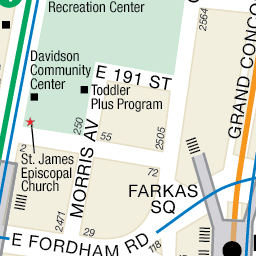 Recreation Center
2564
Davidson
Community
Center
E 191 ST
Toddler
Plus Program
GRAND CONC
250
MORRIS AV
55
2505
2
St. James
Episcopal
Church
72
FARKAS
SQ
2471
29
E FORDHAM RD
118